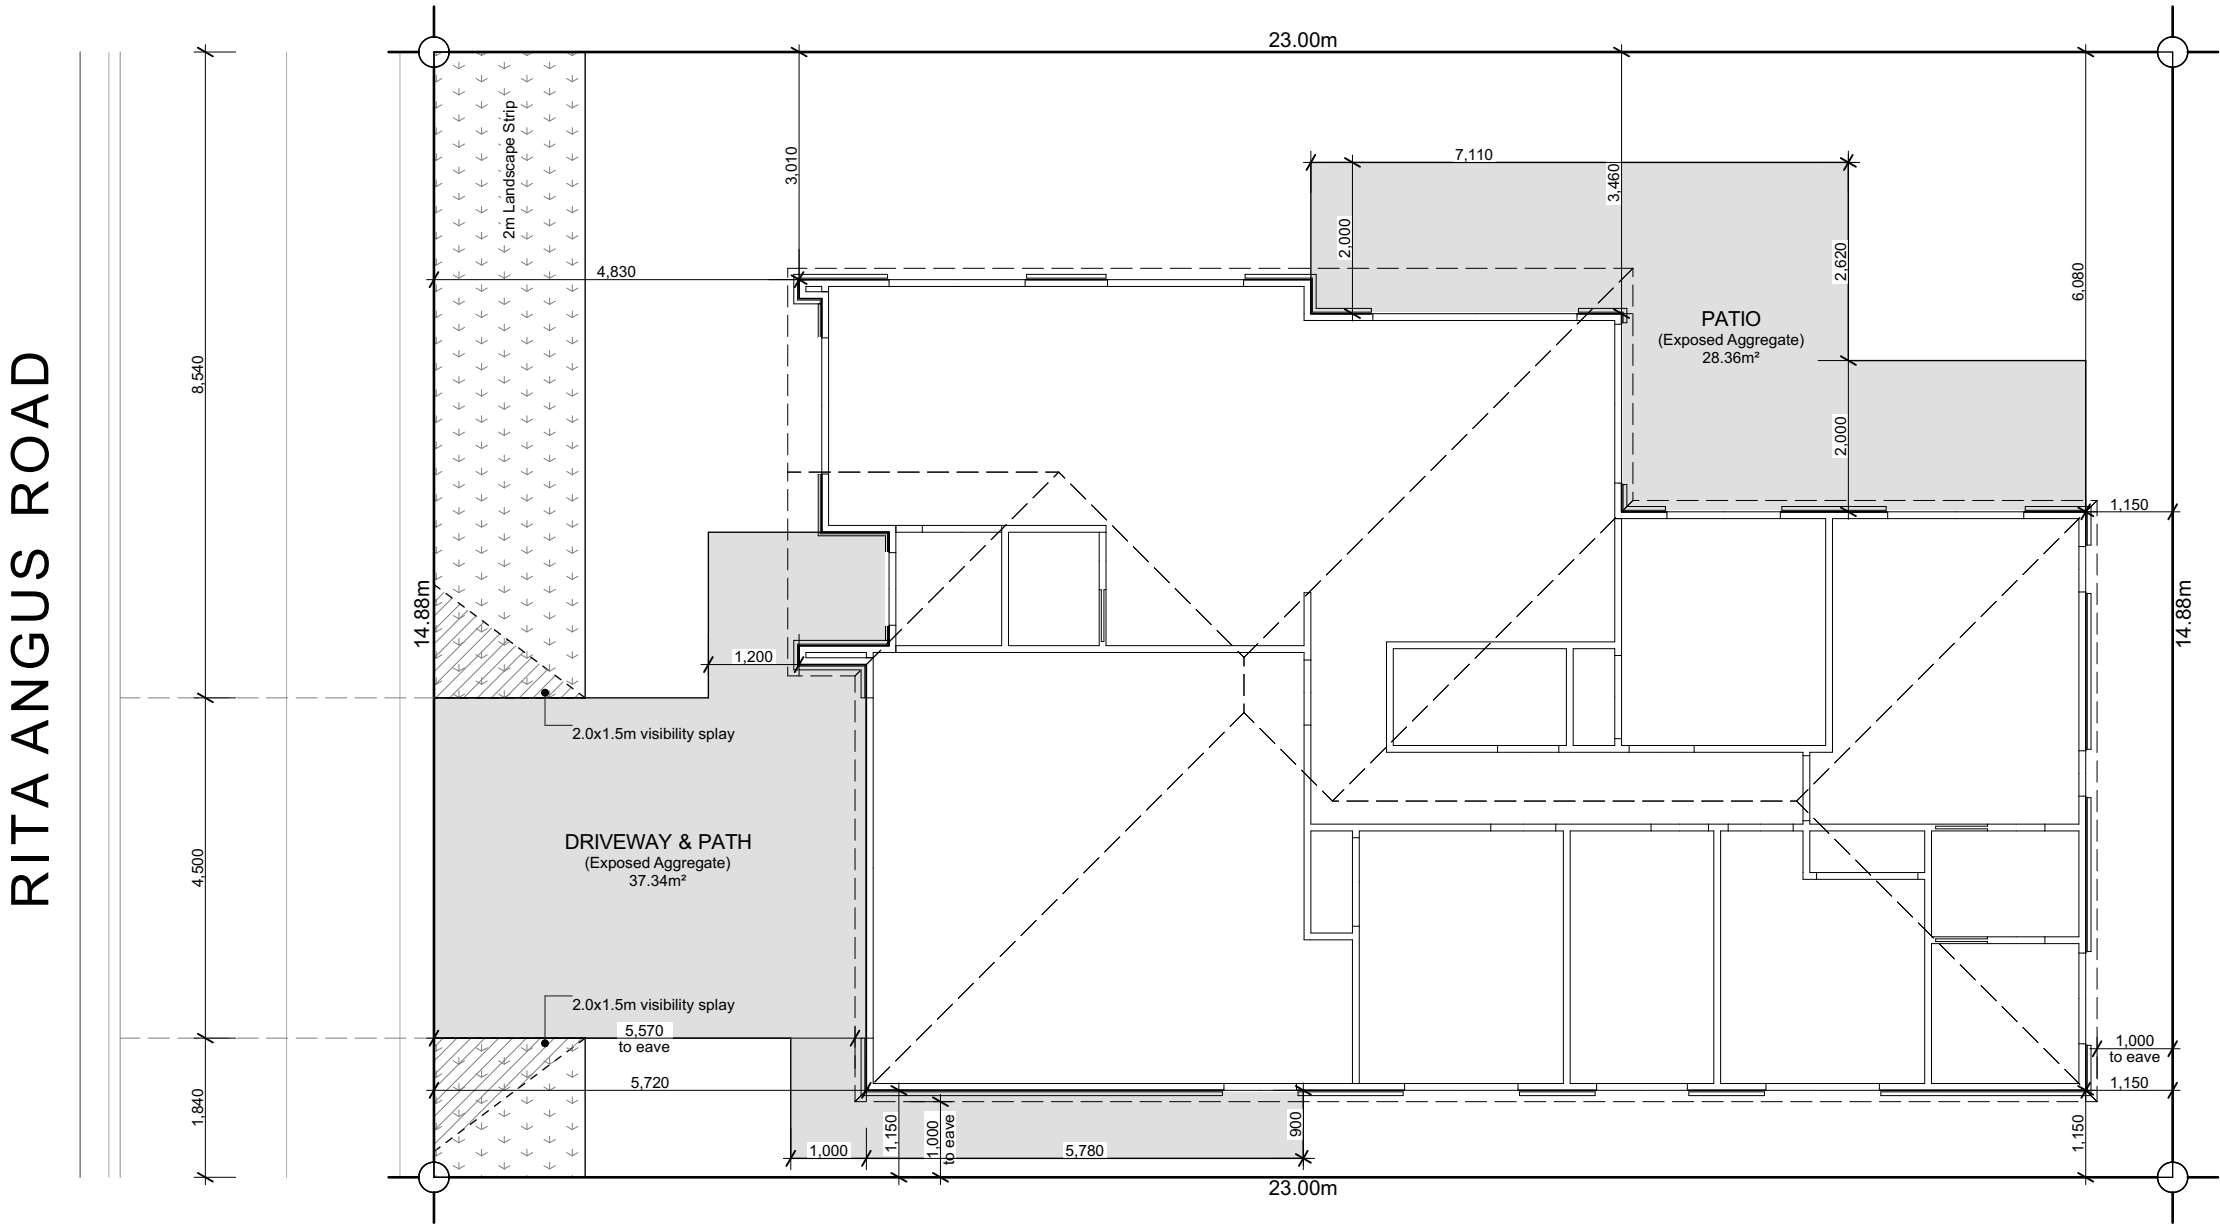 23.00m
2m Landscape Strip
3,010
7,110
3,460
2,000
2,620
6,080
4,830
PATIO
(Exposed Aggregate)
28.36m²
8,540
RITA ANGUS ROAD
2,000
1,150
14.88m
14.88m
1,200
2.0x1.5m visibility splay
DRIVEWAY & PATH
(Exposed Aggregate)
37.34m²
4,500
2.0x1.5m visibility splay
5,570
to eave
1,000
to eave
5,720
1,150
1,840
1,150
1,000
to eave
900
1,150
1,000
5,780
23.00m